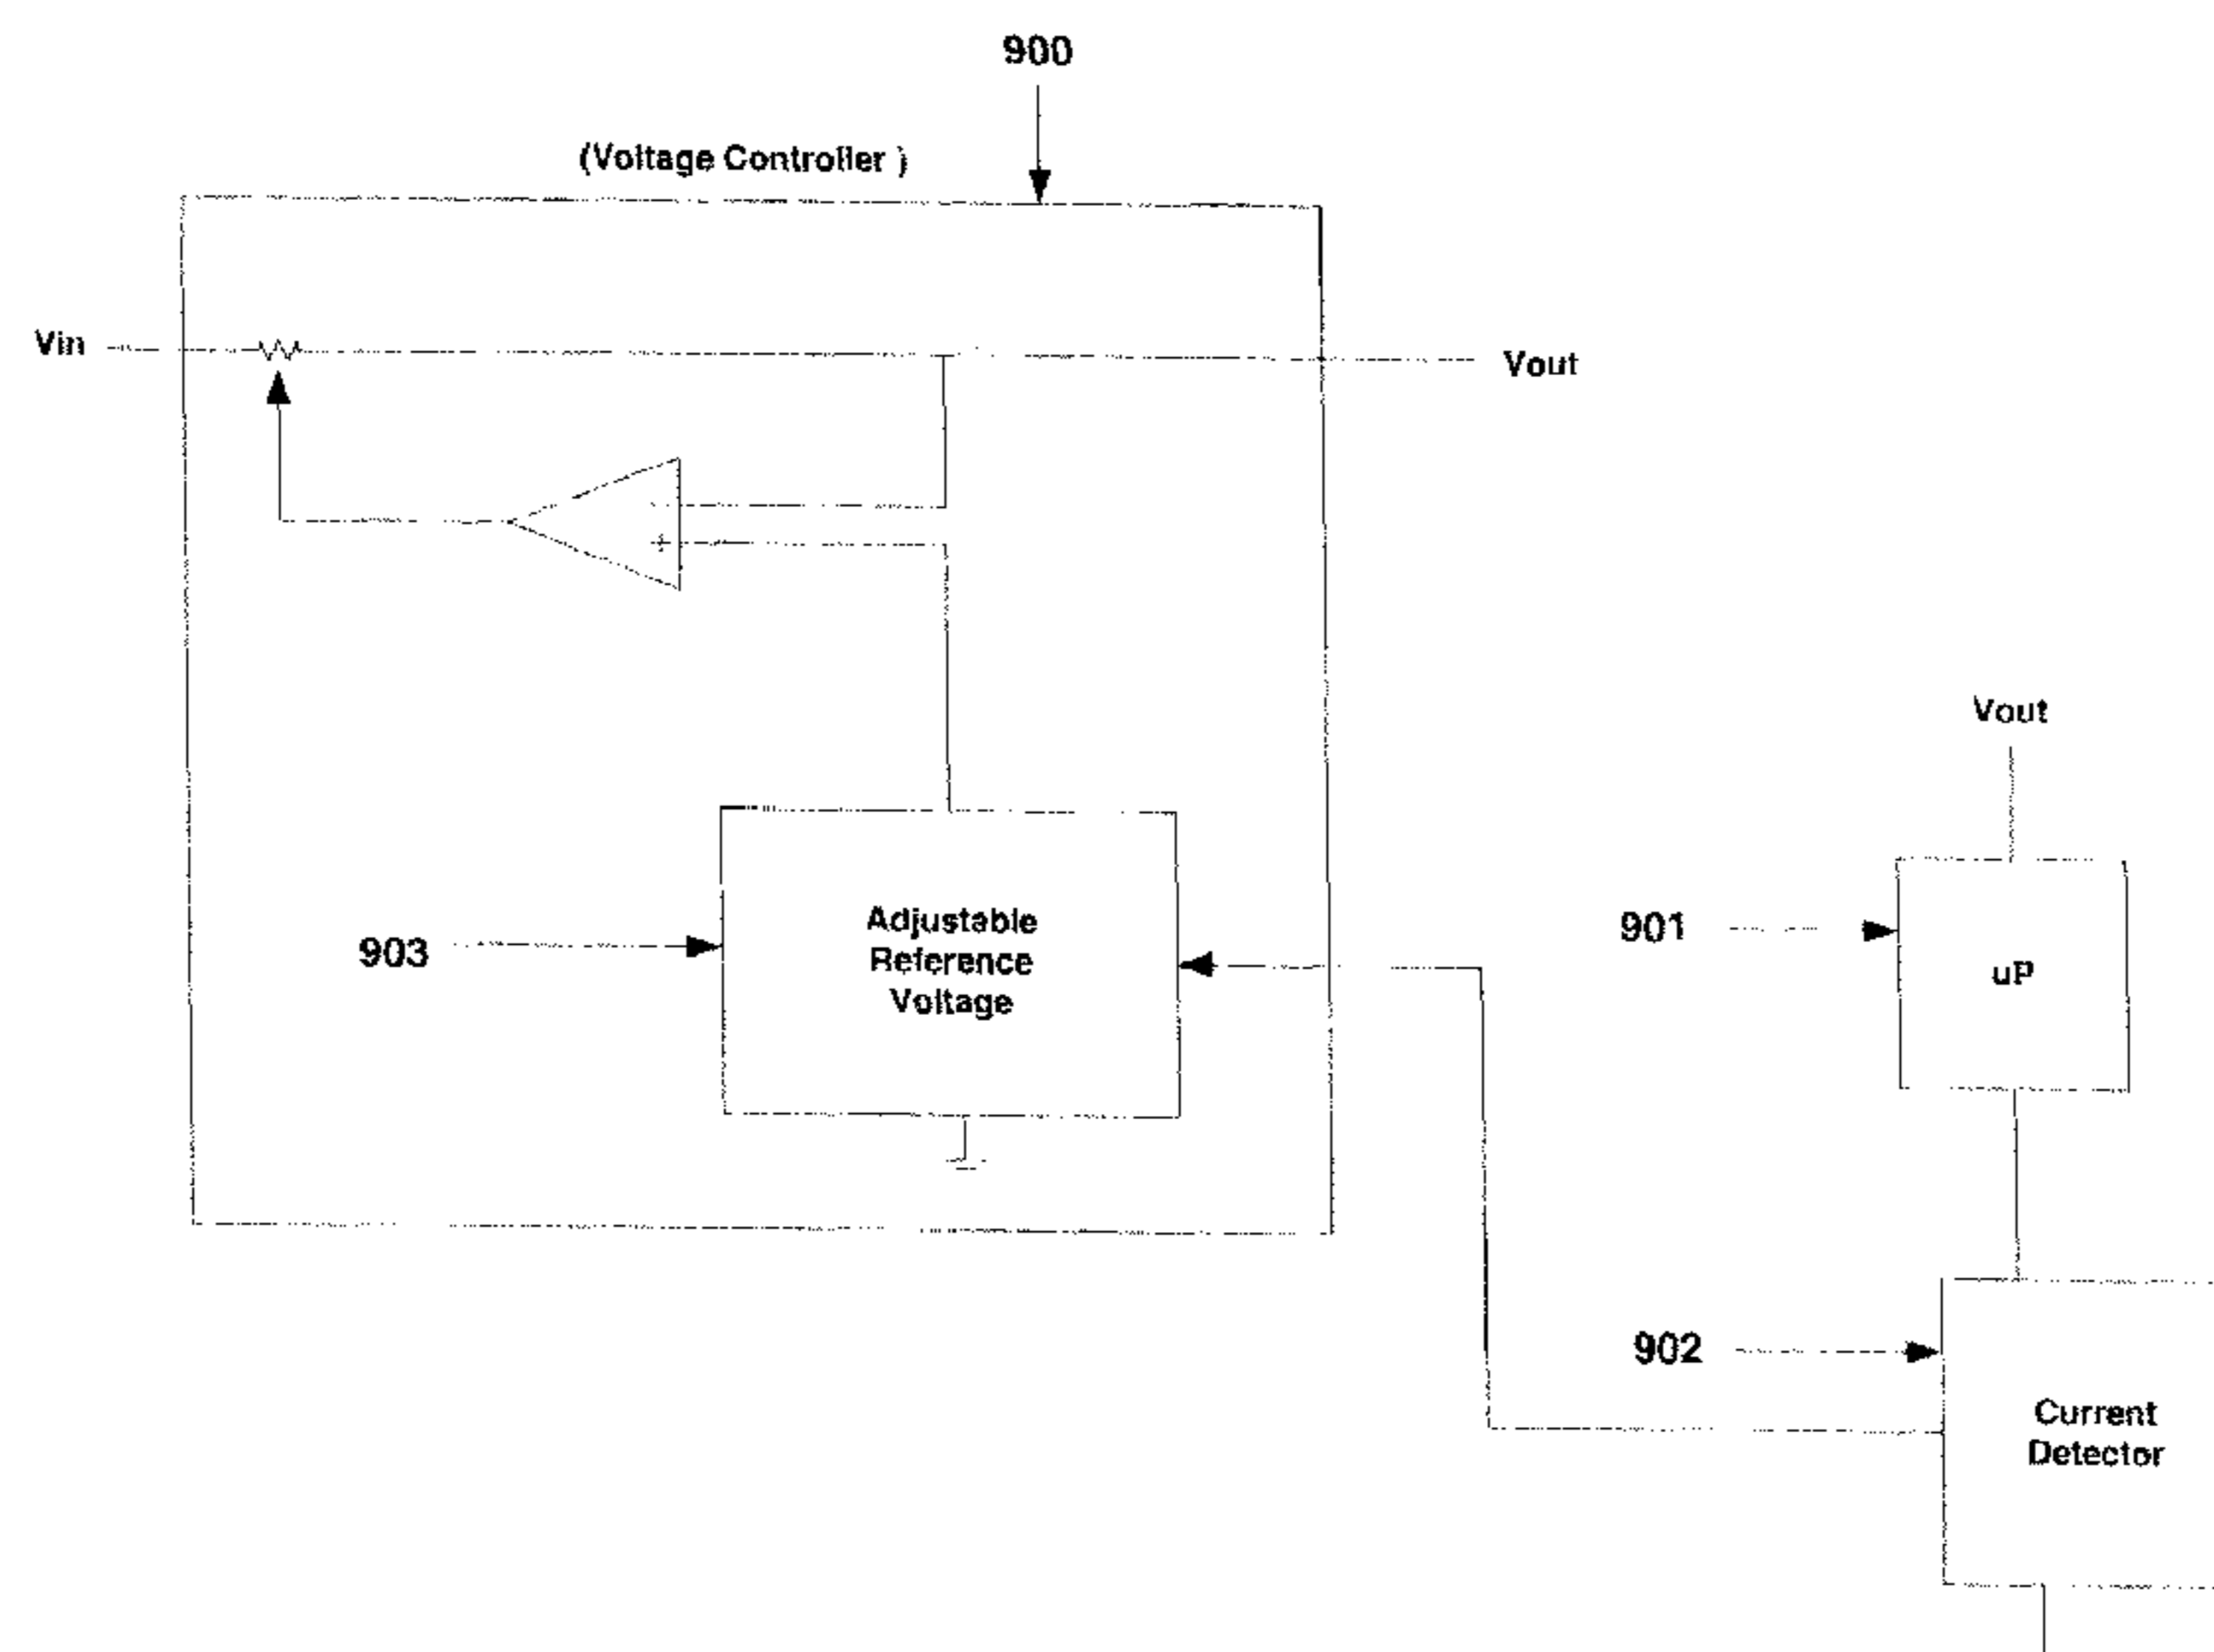 900
(Voltage Controller )
Vin
Vout
+
Vout
903
Adjustable
Reference
Voltage
901
uP
902
Current
Detector